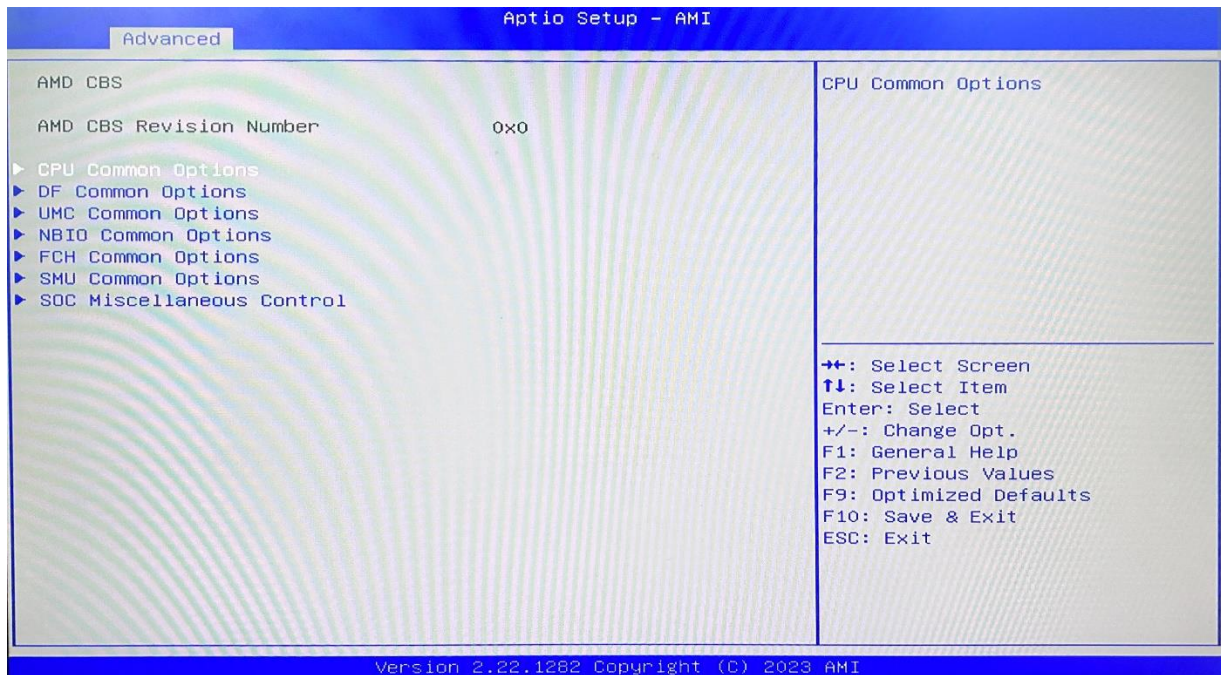 Aptio Setup - AMI
Advanced
AMD CBS
AMD CBS Revision Number 0x0
▶ CPU Common Options
▶ DF Common Options
▶ UMC Common Options
▶ NBIO Common Options
▶ FCH Common Options
▶ SMU Common Options
▶ SOC Miscellaneous Control
CPU Common Options
→←: Select Screen
↑↓: Select Item
Enter: Select
+/-: Change Opt.
F1: General Help
F2: Previous Values
F9: Optimized Defaults
F10: Save & Exit
ESC: Exit
Version 2.22.1282 Copyright (C) 2023 AMI